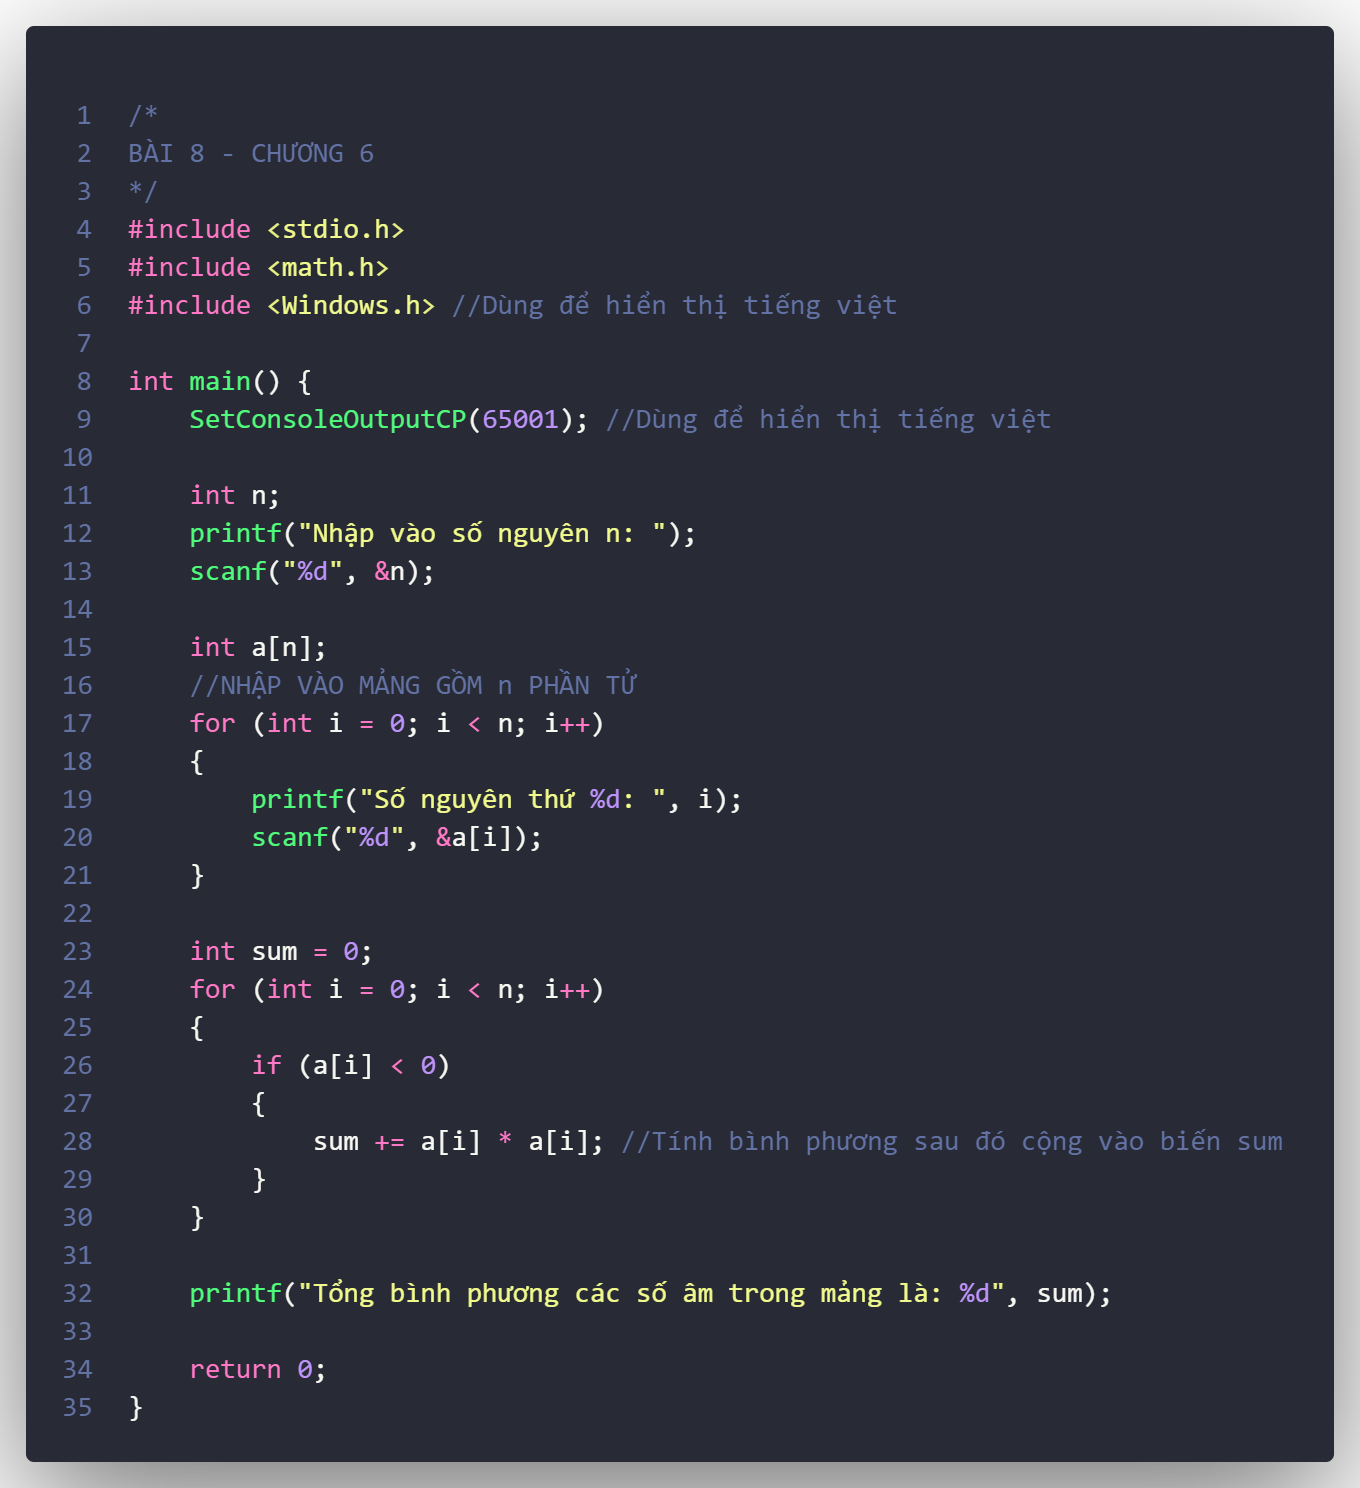 1 /*
2 BÀI 8 - CHƯƠNG 6
3 */
4 #include <stdio.h>
5 #include <math.h>
6 #include <Windows.h> //Dùng để hiển thị tiếng việt
7
8 int main() {
9     SetConsoleOutputCP(65001); //Dùng để hiển thị tiếng việt
10
11     int n;
12     printf("Nhập vào số nguyên n: ");
13     scanf("%d", &n);
14
15     int a[n];
16     //NHẬP VÀO MẢNG GỒM n PHẦN TỬ
17     for (int i = 0; i < n; i++)
18     {
19         printf("Số nguyên thứ %d: ", i);
20         scanf("%d", &a[i]);
21     }
22
23     int sum = 0;
24     for (int i = 0; i < n; i++)
25     {
26         if (a[i] < 0)
27         {
28             sum += a[i] * a[i]; //Tính bình phương sau đó cộng vào biến sum
29         }
30     }
31
32     printf("Tổng bình phương các số âm trong mảng là: %d", sum);
33
34     return 0;
35 }